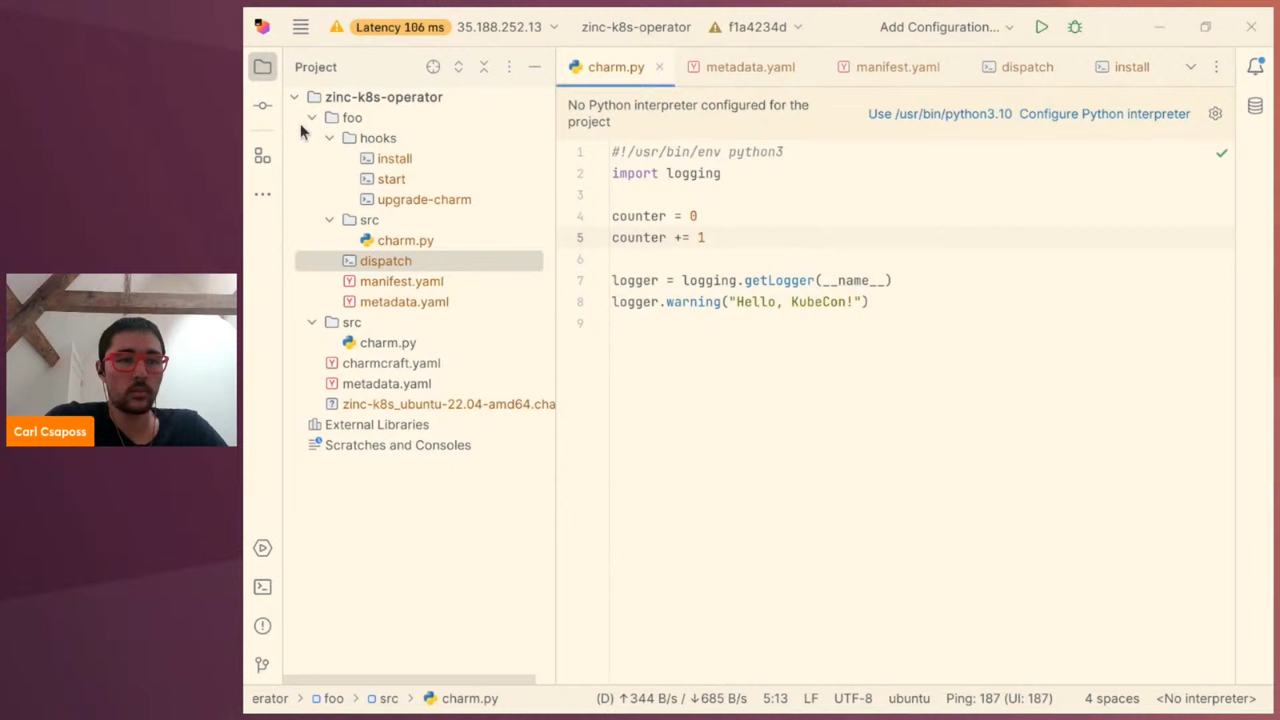 Latency 106 ms 35.188.252.13 zinc-k8s-operator f1a4234d Add Configuration...
Project
charm.py metadata.yaml manifest.yaml dispatch install
zinc-k8s-operator
foo
hooks
install
start
upgrade-charm
src
charm.py
dispatch
manifest.yaml
metadata.yaml
src
charm.py
charmcraft.yaml
metadata.yaml
zinc-k8s_ubuntu-22.04-amd64.cha
External Libraries
Scratches and Consoles
No Python interpreter configured for the
project
Use /usr/bin/python3.10 Configure Python interpreter
1 #!/usr/bin/env python3
2 import logging
3
4 counter = 0
5 counter += 1
6
7 logger = logging.getLogger(__name__)
8 logger.warning("Hello, KubeCon!")
9
Carl Csaposs
erator > foo > src > charm.py (D) ↑344 B/s / ↓685 B/s 5:13 LF UTF-8 ubuntu Ping: 187 (UI: 187) 4 spaces <No interpreter>